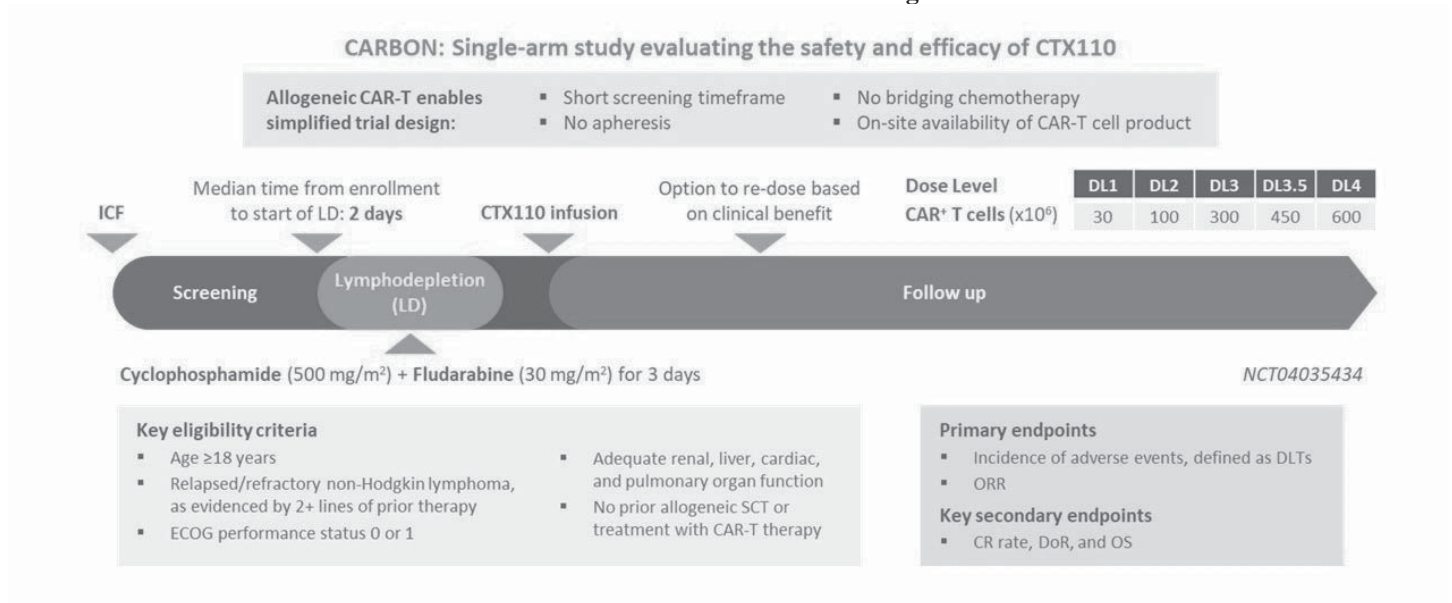 CARBON: Single-arm study evaluating the safety and efficacy of CTX110
Allogeneic CAR-T enables
simplified trial design:
▪ Short screening timeframe
▪ No apheresis
▪ No bridging chemotherapy
▪ On-site availability of CAR-T cell product
ICF
Median time from enrollment
to start of LD: 2 days
CTX110 infusion
Option to re-dose based
on clinical benefit
Dose Level DL1 DL2 DL3 DL3.5 DL4
CAR⁺ T cells (x10⁶) 30 100 300 450 600
Screening
Lymphodepletion
(LD)
Follow up
Cyclophosphamide (500 mg/m²) + Fludarabine (30 mg/m²) for 3 days
NCT04035434
Key eligibility criteria
▪ Age ≥18 years
▪ Relapsed/refractory non-Hodgkin lymphoma,
as evidenced by 2+ lines of prior therapy
▪ ECOG performance status 0 or 1
▪ Adequate renal, liver, cardiac,
and pulmonary organ function
▪ No prior allogeneic SCT or
treatment with CAR-T therapy
Primary endpoints
▪ Incidence of adverse events, defined as DLTs
▪ ORR
Key secondary endpoints
▪ CR rate, DoR, and OS